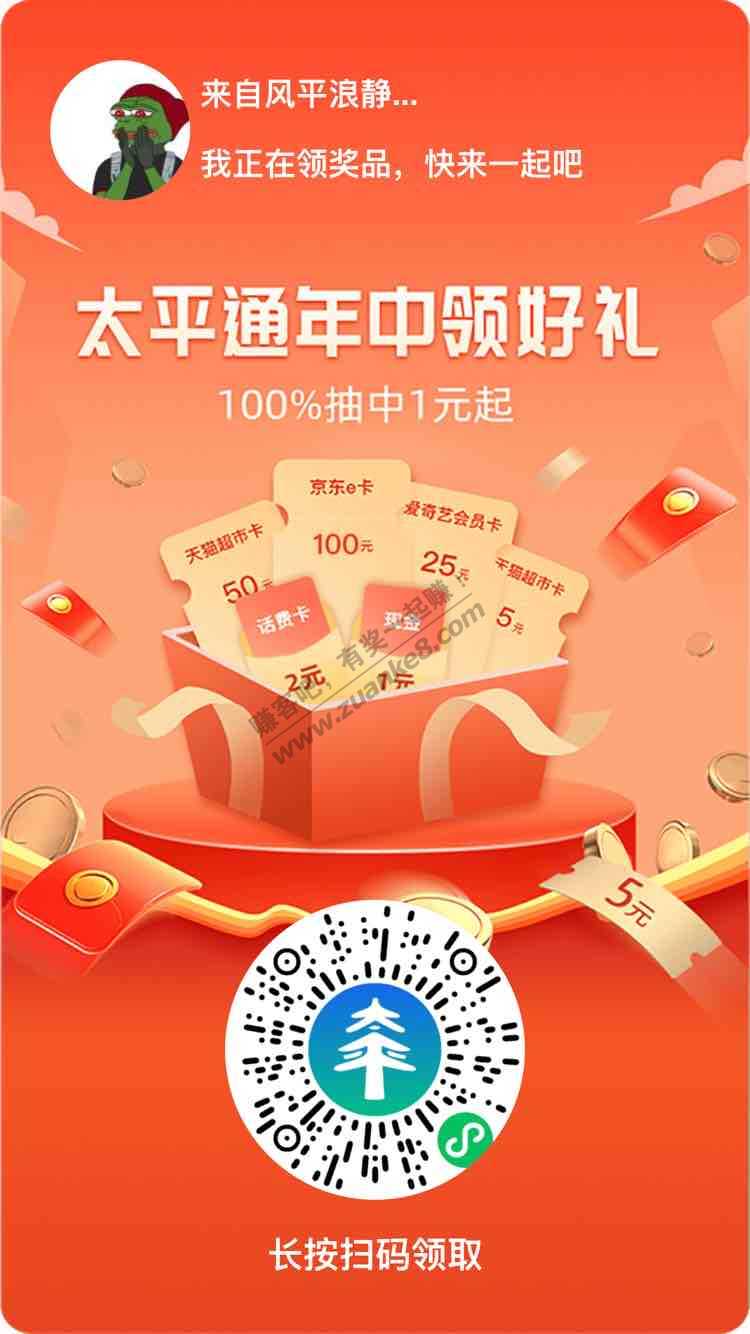 来自风平浪静...
我正在领奖品，快来一起吧
太平通年中领好礼
100%抽中1元起
京东e卡
100元
爱奇艺会员卡
25元
天猫超市卡
50元
天猫超市卡
5元
话费卡
2元
现金
1元
赚客吧，有奖一起赚！
www.zuanke8.com
5元
长按扫码领取